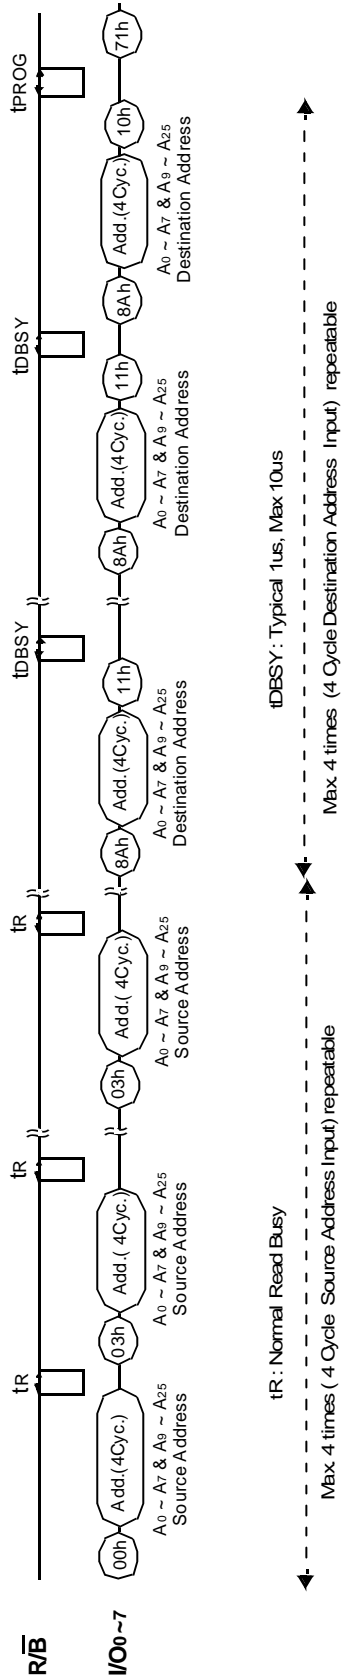 R/B
tR
tR
tR
tDBSY
tDBSY
tPROG
I/O0~7
00h
Add.(4Cyc.)
03h
Add.( 4Cyc.)
03h
Add.( 4Cyc.)
8Ah
Add.(4Cyc.)
11h
8Ah
Add.(4Cyc.)
11h
8Ah
Add.(4Cyc.)
10h
71h
A0 ~ A7 & A9 ~ A25
Source Address
A0 ~ A7 & A9 ~ A25
Source Address
A0 ~ A7 & A9 ~ A25
Source Address
A0 ~ A7 & A9 ~ A25
Destination Address
A0 ~ A7 & A9 ~ A25
Destination Address
A0 ~ A7 & A9 ~ A25
Destination Address
tR : Normal Read Busy
tDBSY : Typical 1us, Max 10us
Max. 4 times ( 4 Cycle Source Address Input) repeatable
Max. 4 times (4 Cycle Destination Address Input) repeatable